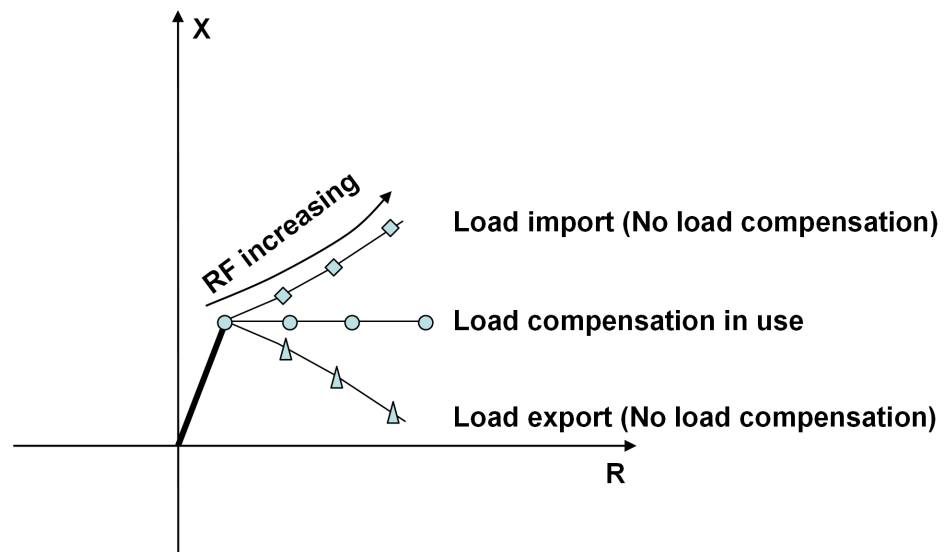 X
RF increasing
Load import (No load compensation)
Load compensation in use
Load export (No load compensation)
R